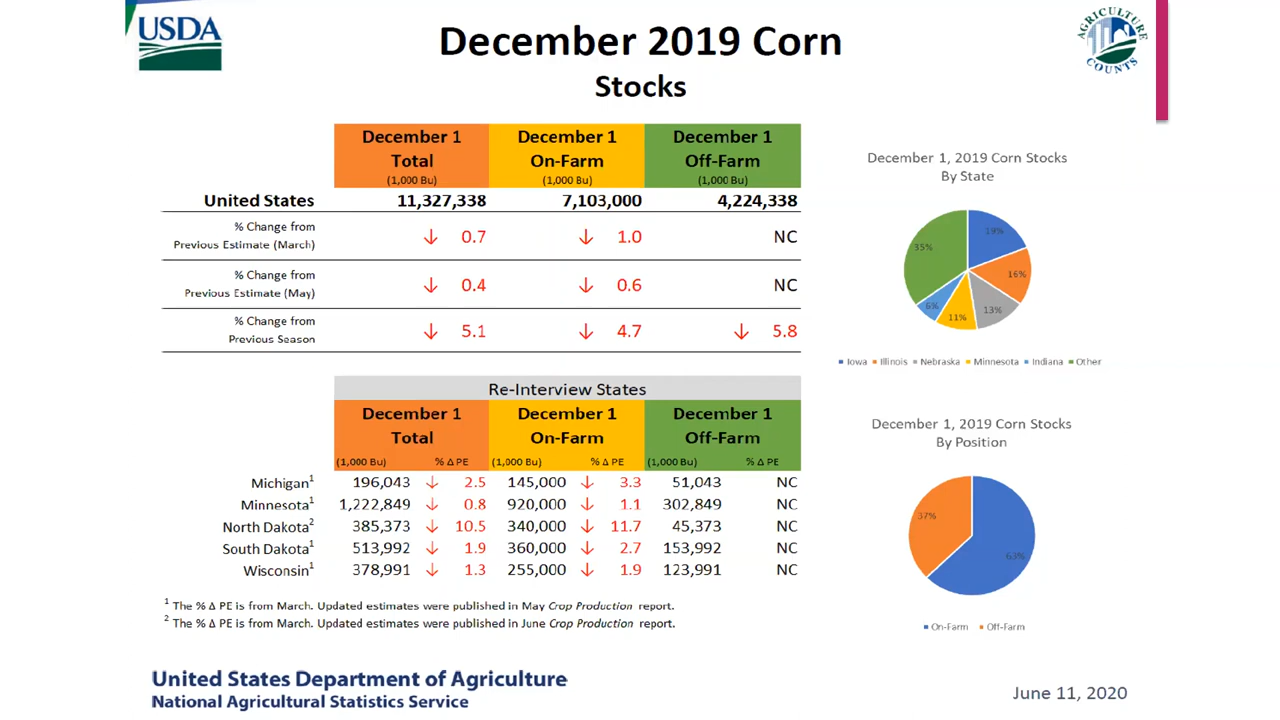 USDA
December 2019 Corn
Stocks
AGRICULTURE
COUNTS
December 1 December 1 December 1
Total On-Farm Off-Farm
(1,000 Bu) (1,000 Bu) (1,000 Bu)
United States 11,327,338 7,103,000 4,224,338
% Change from
Previous Estimate (March) ↓ 0.7 ↓ 1.0 NC
% Change from
Previous Estimate (May) ↓ 0.4 ↓ 0.6 NC
% Change from
Previous Season ↓ 5.1 ↓ 4.7 ↓ 5.8
Re-Interview States
December 1 December 1 December 1
Total On-Farm Off-Farm
(1,000 Bu) % Δ PE (1,000 Bu) % Δ PE (1,000 Bu) % Δ PE
Michigan¹ 196,043 ↓ 2.5 145,000 ↓ 3.3 51,043 NC
Minnesota¹ 1,222,849 ↓ 0.8 920,000 ↓ 1.1 302,849 NC
North Dakota² 385,373 ↓ 10.5 340,000 ↓ 11.7 45,373 NC
South Dakota¹ 513,992 ↓ 1.9 360,000 ↓ 2.7 153,992 NC
Wisconsin¹ 378,991 ↓ 1.3 255,000 ↓ 1.9 123,991 NC
¹ The % Δ PE is from March. Updated estimates were published in May Crop Production report.
² The % Δ PE is from March. Updated estimates were published in June Crop Production report.
December 1, 2019 Corn Stocks
By State
35% 19%
16%
6% 13%
11%
Iowa Illinois Nebraska Minnesota Indiana Other
December 1, 2019 Corn Stocks
By Position
37%
63%
On-Farm Off-Farm
United States Department of Agriculture
National Agricultural Statistics Service
June 11, 2020